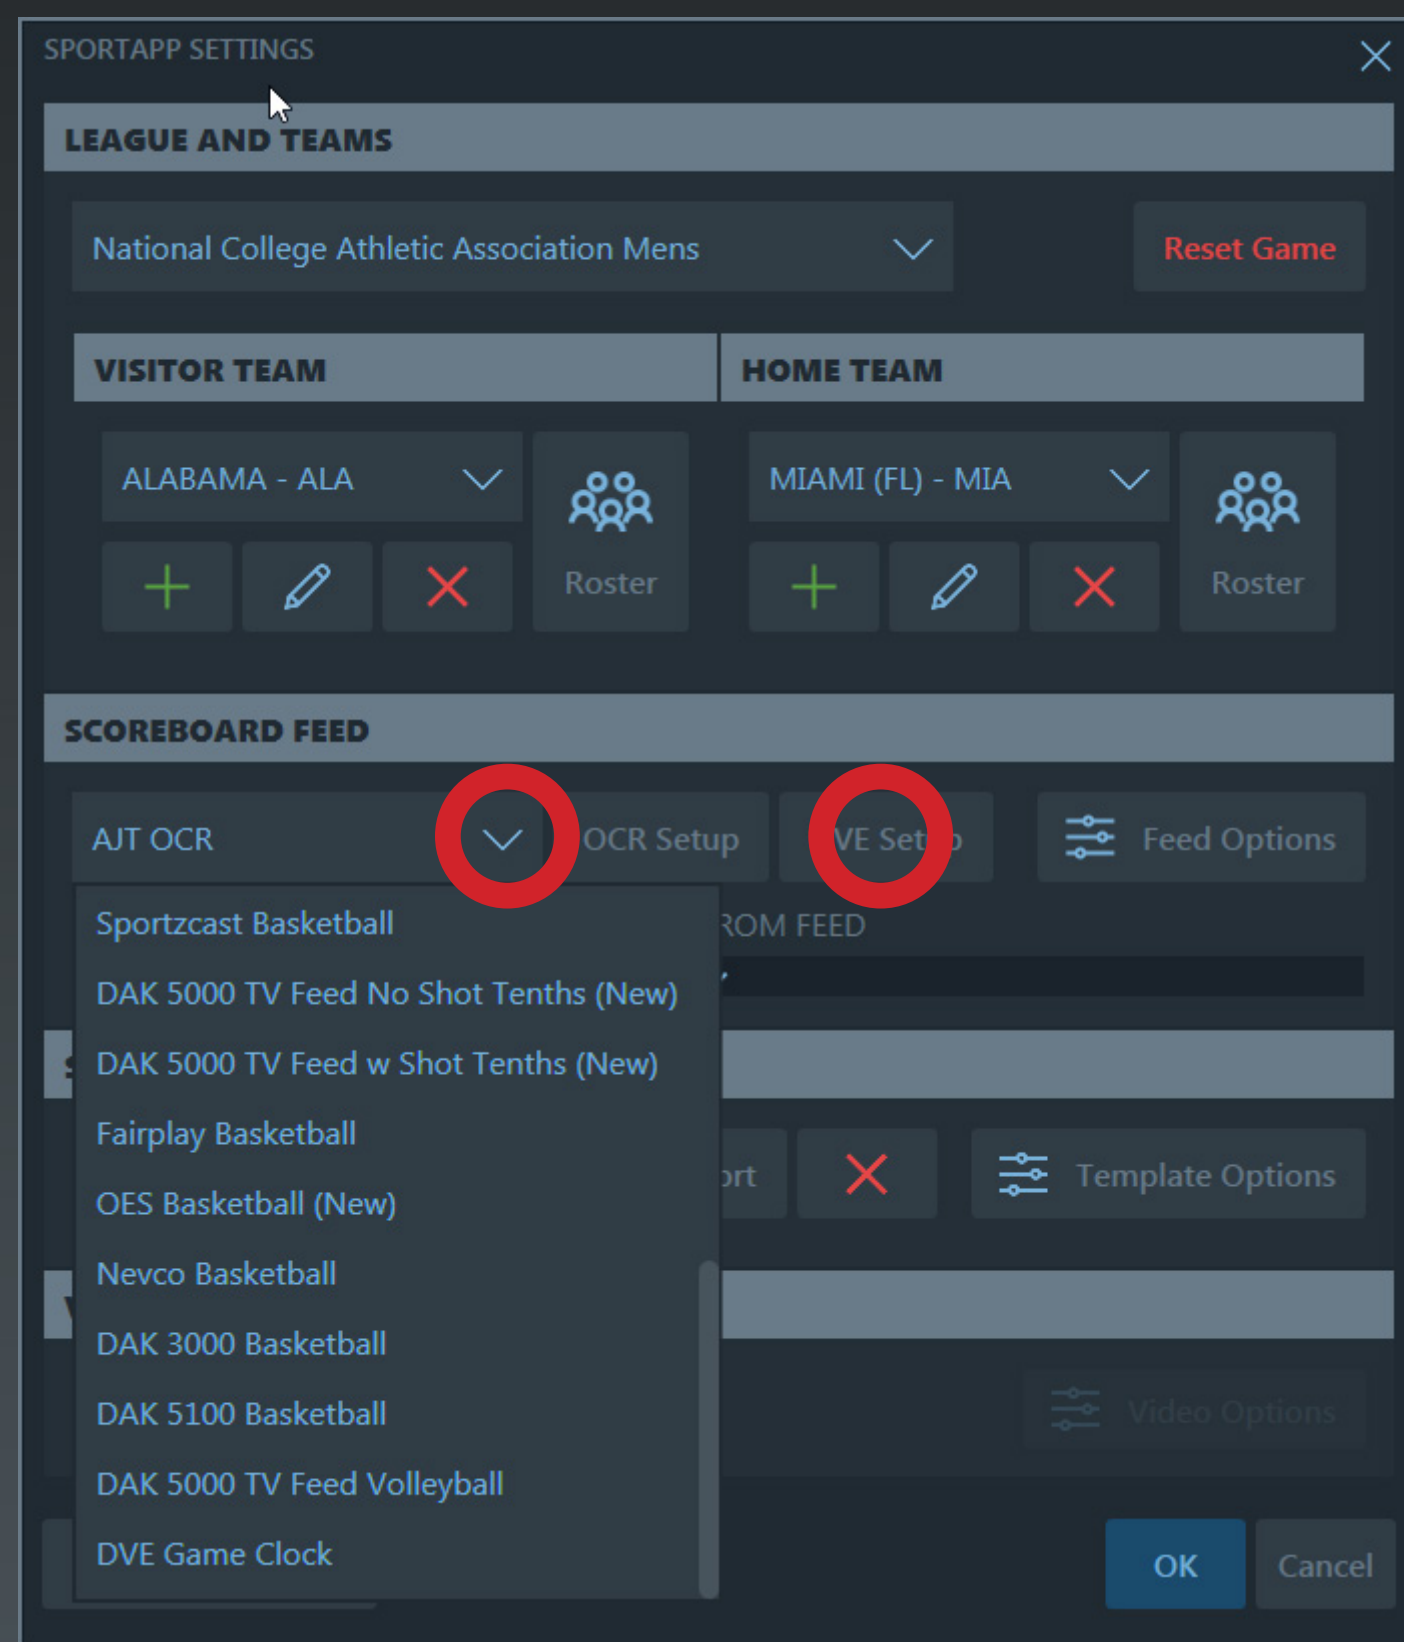 SPORTAPP SETTINGS
LEAGUE AND TEAMS
National College Athletic Association Mens
Reset Game
VISITOR TEAM
HOME TEAM
ALABAMA - ALA
Roster
MIAMI (FL) - MIA
Roster
SCOREBOARD FEED
AJT OCR
OCR Setup
Feed Options
Sportzcast Basketball
FEED
DAK 5000 TV Feed No Shot Tenths (New)
DAK 5000 TV Feed w Shot Tenths (New)
Fairplay Basketball
Template Options
OES Basketball (New)
Nevco Basketball
DAK 3000 Basketball
DAK 5100 Basketball
Video Options
DAK 5000 TV Feed Volleyball
DVE Game Clock
OK
Cancel